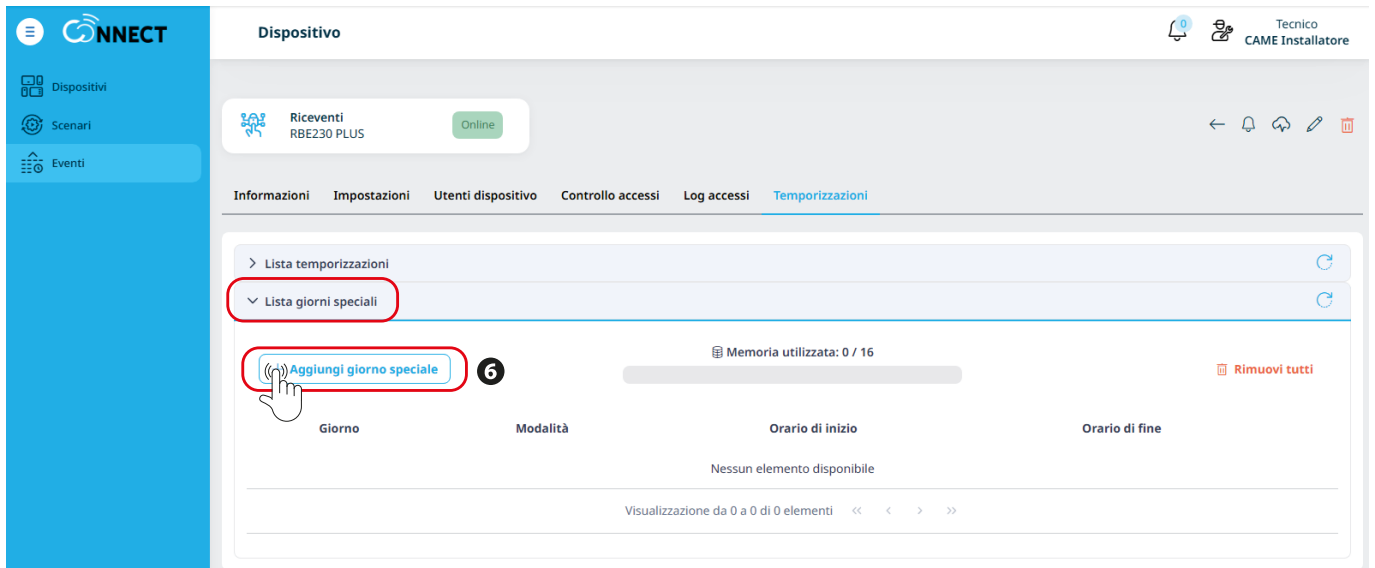 CONNECT
Dispositivo
0
Tecnico
CAME Installatore
Dispositivi
Scenari
Eventi
Riceventi
RBE230 PLUS
Online
Informazioni Impostazioni Utenti dispositivo Controllo accessi Log accessi Temporizzazioni
Lista temporizzazioni
Lista giorni speciali
Memoria utilizzata: 0 / 16
Aggiungi giorno speciale
6
Rimuovi tutti
Giorno Modalità Orario di inizio Orario di fine
Nessun elemento disponibile
Visualizzazione da 0 a 0 di 0 elementi